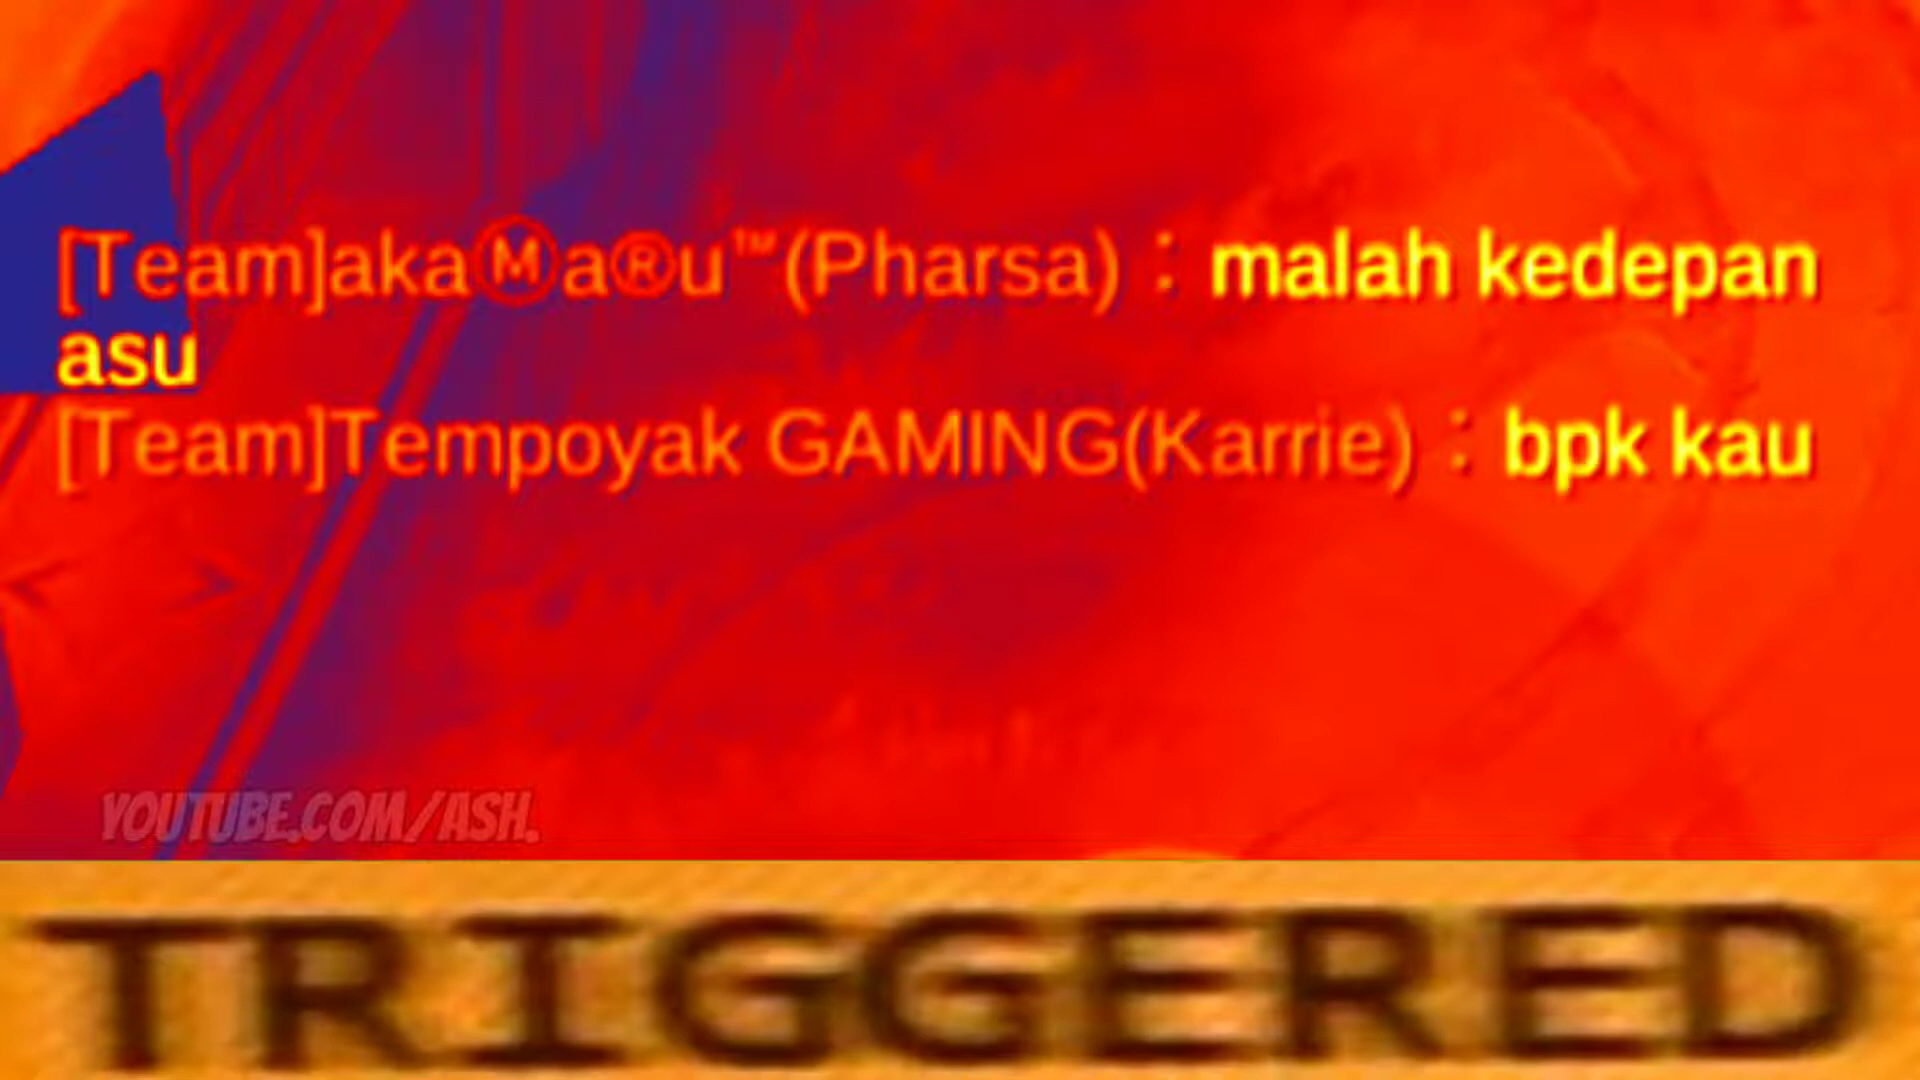 [Team]akaⓂa®u™(Pharsa) : malah kedepan
asu
[Team]Tempoyak GAMING(Karrie) : bpk kau
YOUTUBE.COM/ASH.
TRIGGERED